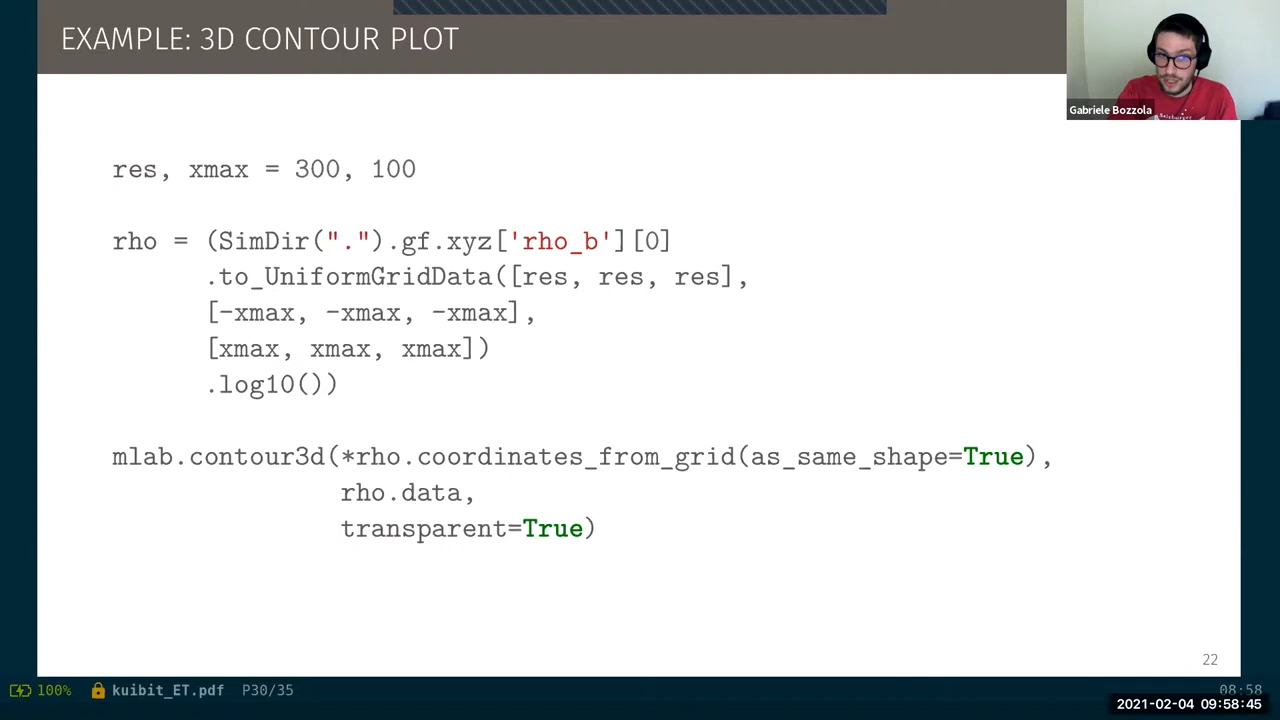 EXAMPLE: 3D CONTOUR PLOT
Gabriele Bozzola
res, xmax = 300, 100
rho = (SimDir(".").gf.xyz['rho_b'][0]
.to_UniformGridData([res, res, res],
[-xmax, -xmax, -xmax],
[xmax, xmax, xmax])
.log10())
mlab.contour3d(*rho.coordinates_from_grid(as_same_shape=True),
rho.data,
transparent=True)
22
100% kuibit_ET.pdf P30/35
08:58
2021-02-04 09:58:45